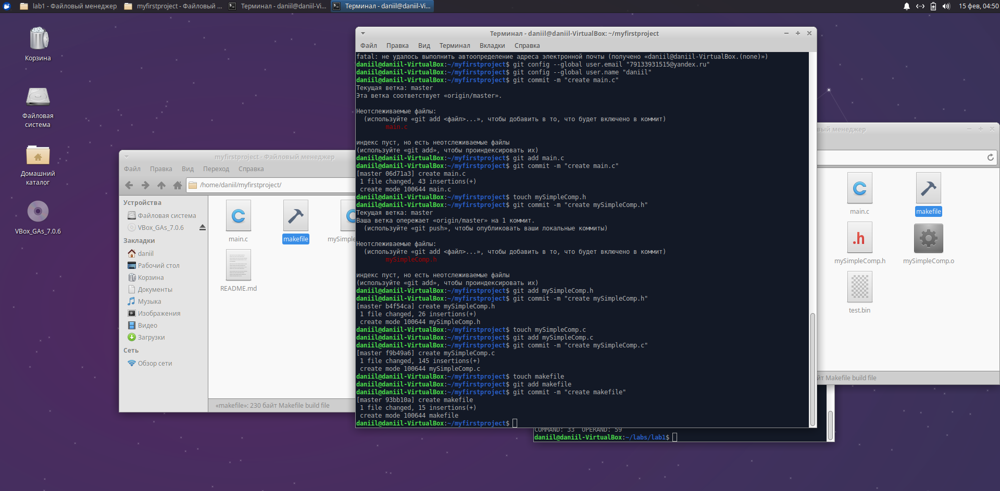 lab1 - Файловый менеджер
myfirstproject - Файловый ...
Терминал - daniil@daniil-Vi...
Терминал - daniil@daniil-Vi...
15 фев, 04:50
Корзина
Файловая
система
Домашний
каталог
VBox_GAs_7.0.6
myfirstproject - Файловый менеджер
Файл Правка Вид Переход Справка
/home/daniil/myfirstproject/
Устройства
Файловая система
VBox_GAs_7.0.6
Закладки
daniil
Рабочий стол
Корзина
Документы
Музыка
Изображения
Видео
Загрузки
Сеть
Обзор сети
main.c
makefile
mySimple
README.md
«makefile»: 230 байт Makefile build file
Терминал - daniil@daniil-VirtualBox: ~/myfirstproject
Файл Правка Вид Терминал Вкладки Справка
fatal: не удалось выполнить автоопределение адреса электронной почты (получено «daniil@daniil-VirtualBox.(none)»)
daniil@daniil-VirtualBox:~/myfirstproject$ git config --global user.email "79133931515@yandex.ru"
daniil@daniil-VirtualBox:~/myfirstproject$ git config --global user.name "daniil"
daniil@daniil-VirtualBox:~/myfirstproject$ git commit -m "create main.c"
Текущая ветка: master
Эта ветка соответствует «origin/master».
Неотслеживаемые файлы:
(используйте «git add <файл>...», чтобы добавить в то, что будет включено в коммит)
main.c
индекс пуст, но есть неотслеживаемые файлы
(используйте «git add», чтобы проиндексировать их)
daniil@daniil-VirtualBox:~/myfirstproject$ git add main.c
daniil@daniil-VirtualBox:~/myfirstproject$ git commit -m "create main.c"
[master 06d71a3] create main.c
1 file changed, 43 insertions(+)
create mode 100644 main.c
daniil@daniil-VirtualBox:~/myfirstproject$ touch mySimpleComp.h
daniil@daniil-VirtualBox:~/myfirstproject$ git commit -m "create mySimpleComp.h"
Текущая ветка: master
Ваша ветка опережает «origin/master» на 1 коммит.
(используйте «git push», чтобы опубликовать ваши локальные коммиты)
Неотслеживаемые файлы:
(используйте «git add <файл>...», чтобы добавить в то, что будет включено в коммит)
mySimpleComp.h
индекс пуст, но есть неотслеживаемые файлы
(используйте «git add», чтобы проиндексировать их)
daniil@daniil-VirtualBox:~/myfirstproject$ git add mySimpleComp.h
daniil@daniil-VirtualBox:~/myfirstproject$ git commit -m "create mySimpleComp.h"
[master b4f54ca] create mySimpleComp.h
1 file changed, 26 insertions(+)
create mode 100644 mySimpleComp.h
daniil@daniil-VirtualBox:~/myfirstproject$ touch mySimpleComp.c
daniil@daniil-VirtualBox:~/myfirstproject$ git add mySimpleComp.c
daniil@daniil-VirtualBox:~/myfirstproject$ git commit -m "create mySimpleComp.c"
[master f9b49a6] create mySimpleComp.c
1 file changed, 145 insertions(+)
create mode 100644 mySimpleComp.c
daniil@daniil-VirtualBox:~/myfirstproject$ touch makefile
daniil@daniil-VirtualBox:~/myfirstproject$ git add makefile
daniil@daniil-VirtualBox:~/myfirstproject$ git commit -m "create makefile"
[master 93bb10a] create makefile
1 file changed, 15 insertions(+)
create mode 100644 makefile
daniil@daniil-VirtualBox:~/myfirstproject$
COMMAND: 33 OPERAND: 59
daniil@daniil-VirtualBox:~/labs/lab1$
вый менеджер
main.c
makefile
.h
mySimpleComp.h
mySimpleComp.o
test.bin
йт Makefile build file